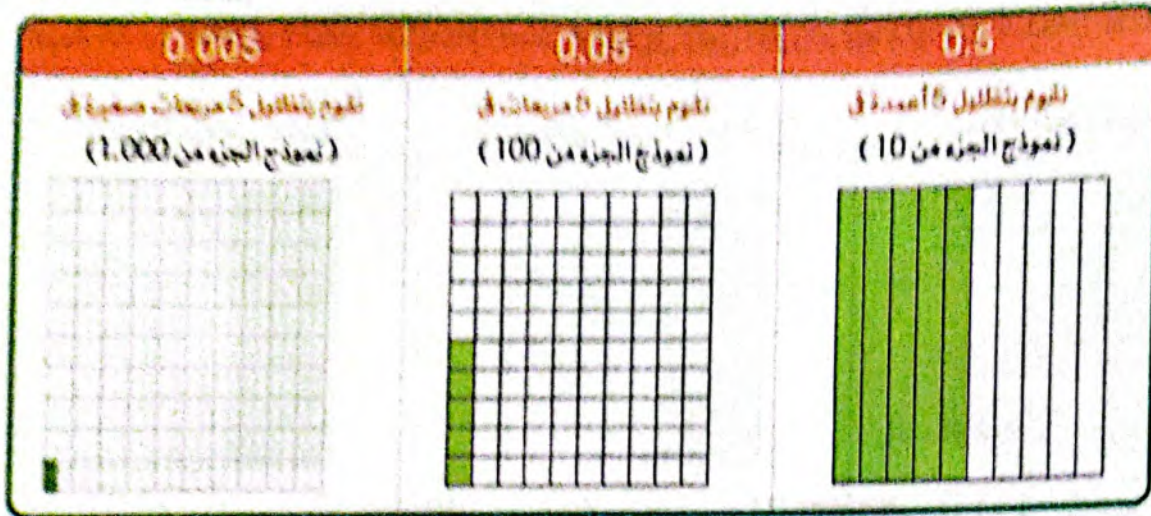 0.5
نقوم بتظليل 5 أعمدة في
(نموذج الجزء من 10)
0.05
نقوم بتظليل 5 مربعات في
(نموذج الجزء من 100)
0.005
نقوم بتظليل 5 مربعات صغيرة في
(نموذج الجزء من 1,000)